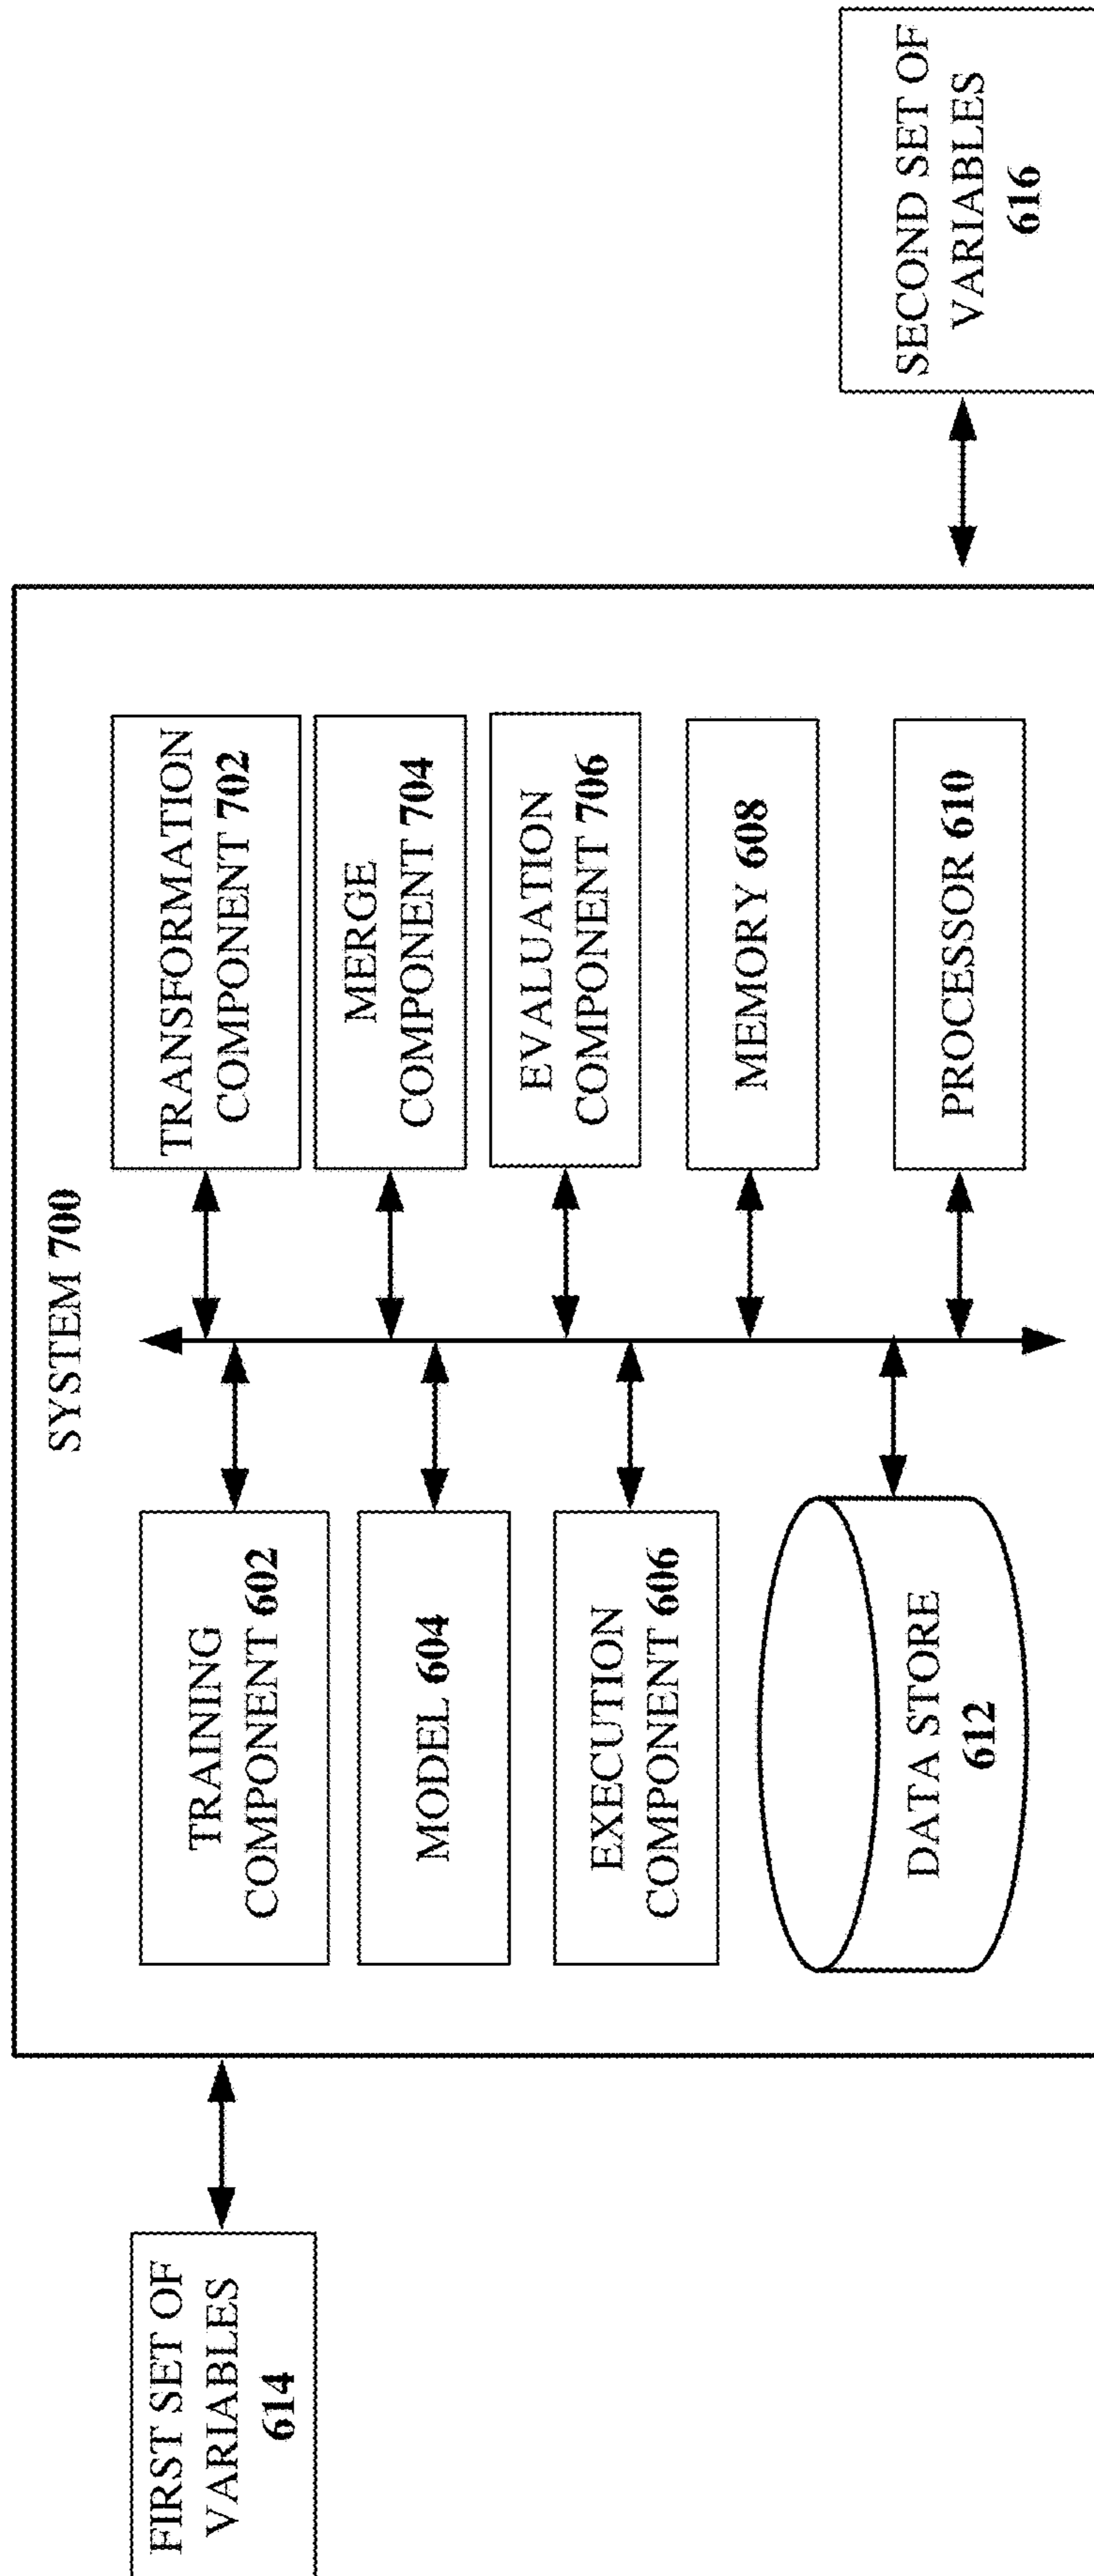 SYSTEM 700
FIRST SET OF
VARIABLES
614
TRAINING
COMPONENT 602
MODEL 604
EXECUTION
COMPONENT 606
DATA STORE
612
TRANSFORMATION
COMPONENT 702
MERGE
COMPONENT 704
EVALUATION
COMPONENT 706
MEMORY 608
PROCESSOR 610
SECOND SET OF
VARIABLES
616